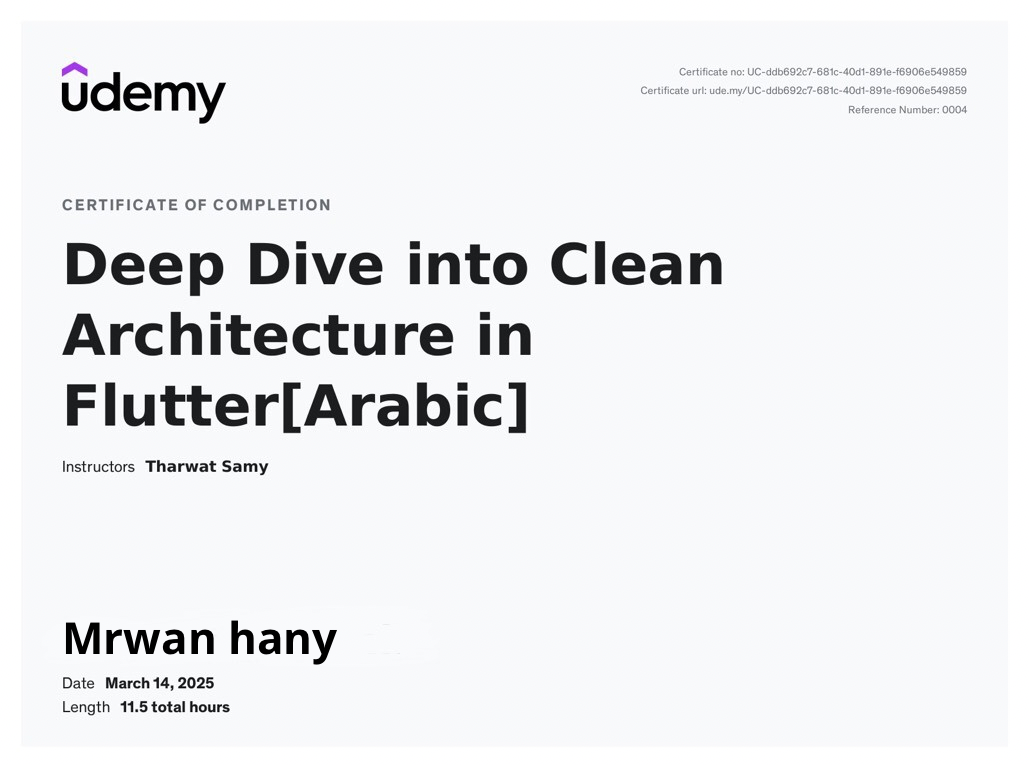 udemy
Certificate no: UC-ddb692c7-681c-40d1-891e-f6906e549859
Certificate url: ude.my/UC-ddb692c7-681c-40d1-891e-f6906e549859
Reference Number: 0004
CERTIFICATE OF COMPLETION
Deep Dive into Clean
Architecture in
Flutter[Arabic]
Instructors Tharwat Samy
Mrwan hany
Date March 14, 2025
Length 11.5 total hours